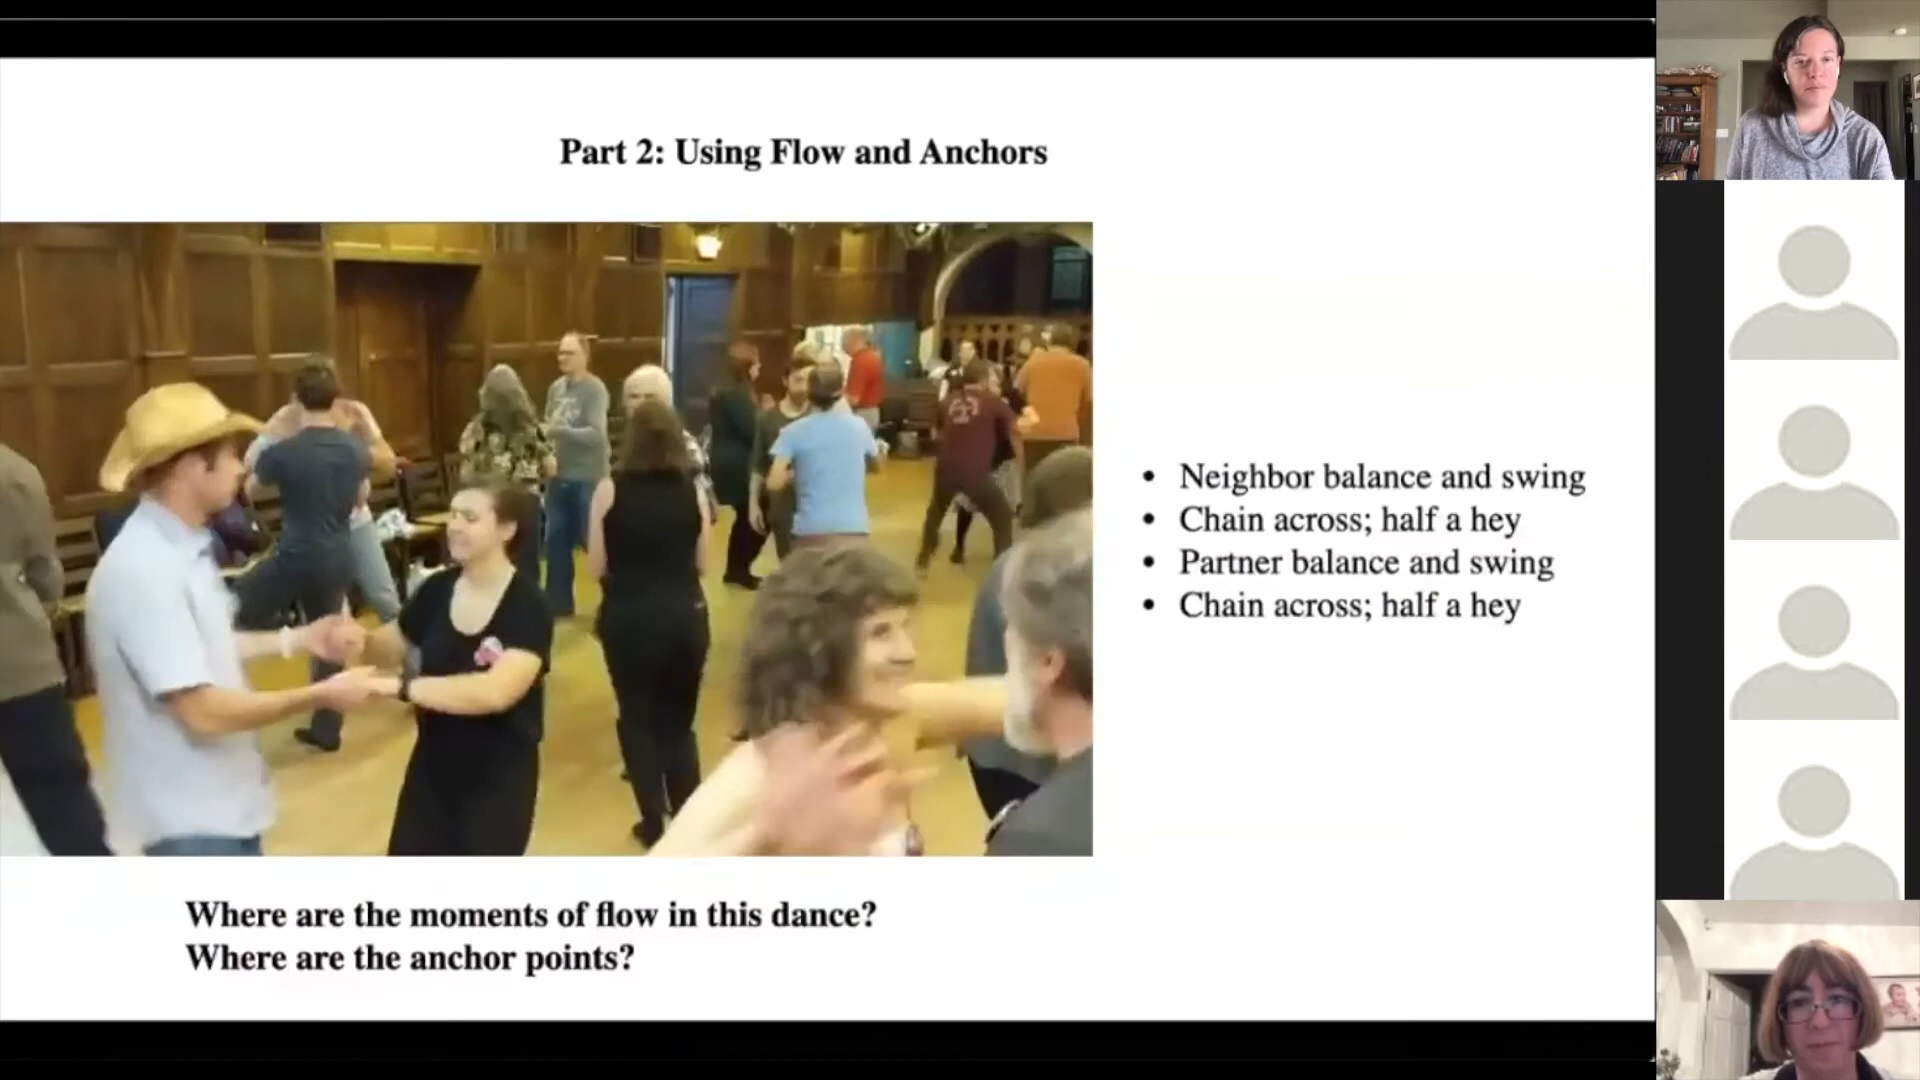 Part 2: Using Flow and Anchors
• Neighbor balance and swing
• Chain across; half a hey
• Partner balance and swing
• Chain across; half a hey
Where are the moments of flow in this dance?
Where are the anchor points?